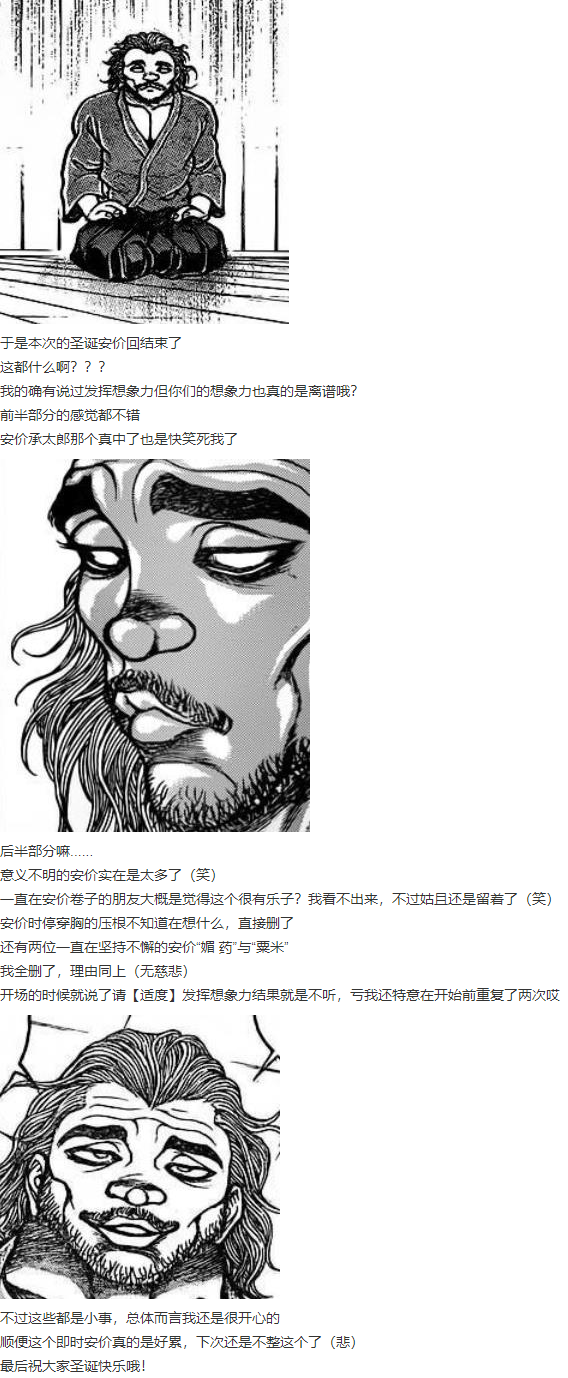 于是本次的圣诞安价回结束了
这都什么啊？？？
我的确有说过发挥想象力但你们的想象力也真的是离谱哦？
前半部分的感觉都不错
安价承太郎那个真中了也是快笑死我了
后半部分嘛……
意义不明的安价实在是太多了（笑）
一直在安价卷子的朋友大概是觉得这个很有乐子？我看不出来，不过姑且还是留着了（笑）
安价时停穿胸的压根不知道在想什么，直接删了
还有两位一直在坚持不懈的安价“媚 药”与“粟米”
我全删了，理由同上（无慈悲）
开场的时候就说了请【适度】发挥想象力结果就是不听，亏我还特意在开始前重复了两次哎
不过这些都是小事，总体而言我还是很开心的
顺便这个即时安价真的是好累，下次还是不整这个了（悲）
最后祝大家圣诞快乐哦！